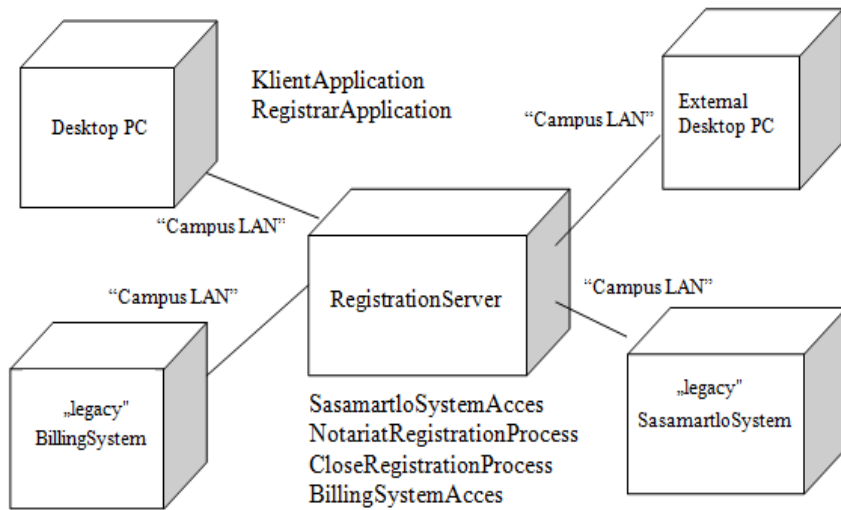 KlientApplication
RegistrarApplication
Desktop PC
External
Desktop PC
“Campus LAN”
“Campus LAN”
“Campus LAN”
“Campus LAN”
RegistrationServer
„legacy"
BillingSystem
„legacy"
SasamartloSystem
SasamartloSystemAcces
NotariatRegistrationProcess
CloseRegistrationProcess
BillingSystemAcces